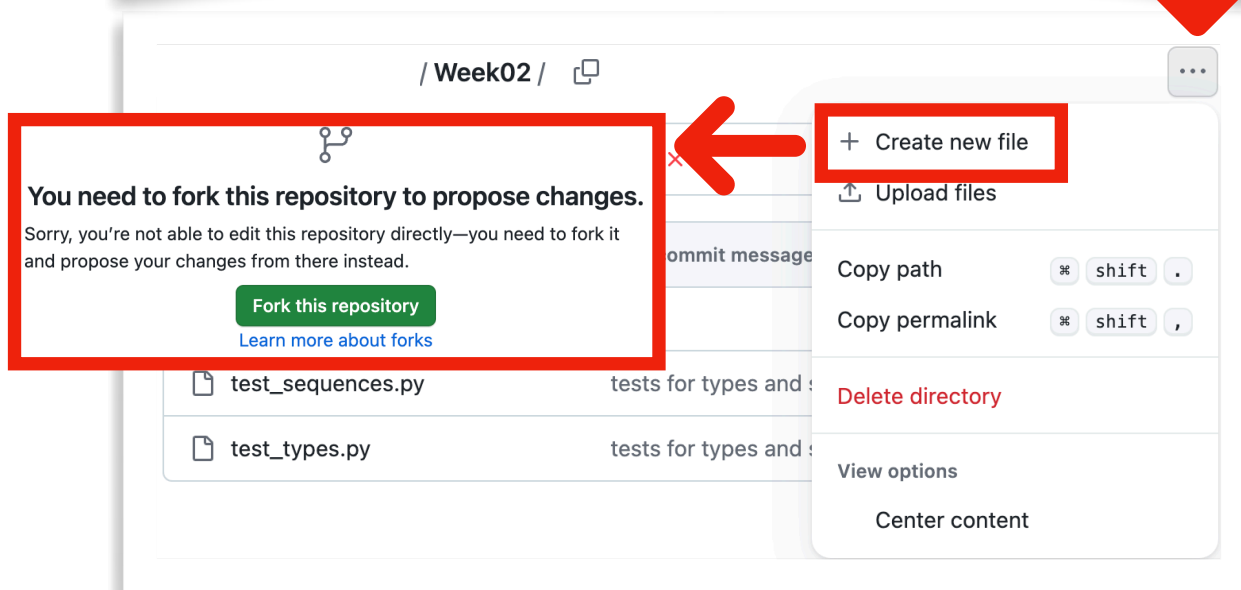 / Week02 /
You need to fork this repository to propose changes.
Sorry, you’re not able to edit this repository directly—you need to fork it
and propose your changes from there instead.
Fork this repository
Learn more about forks
ommit message
test_sequences.py tests for types and s
test_types.py tests for types and s
Create new file
Upload files
Copy path ⌘ shift .
Copy permalink ⌘ shift ,
Delete directory
View options
Center content